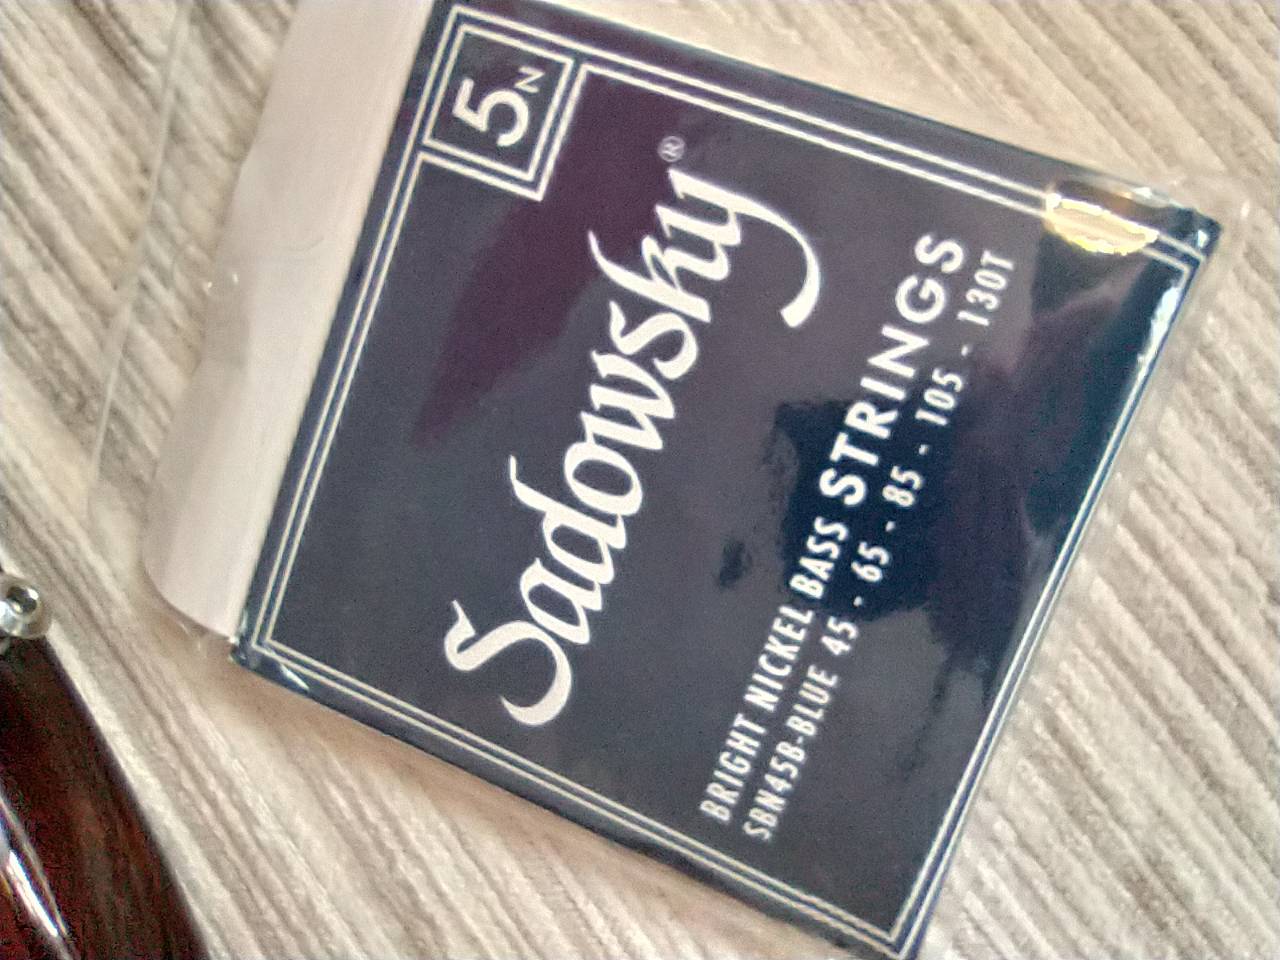 5N
Sadowsky®
BRIGHT NICKEL BASS STRINGS
SBN45B-BLUE 45 - 65 - 85 - 105 - 130T